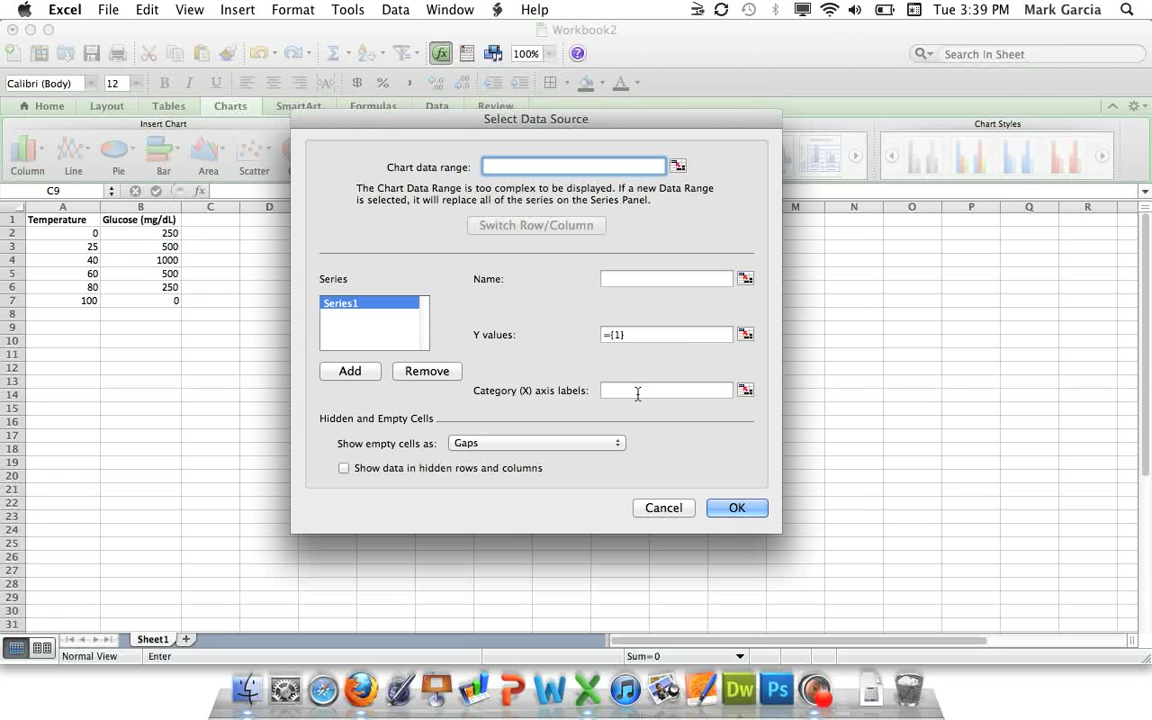 Excel File Edit View Insert Format Tools Data Window Help Tue 3:39 PM Mark Garcia
Workbook2
100% Search In Sheet
Calibri (Body) 12 B I U $ %
Home Layout Tables Charts SmartArt Formulas Data Review
Insert Chart Chart Styles
Column Line Pie Bar Area Scatter
C9 fx
A B C D M N O P Q R
1 Temperature Glucose (mg/dL)
2 0 250
3 25 500
4 40 1000
5 60 500
6 80 250
7 100 0
8
9
10
11
12
13
14
15
16
17
18
19
20
21
22
23
24
25
26
27
28
29
30
31
Select Data Source
Chart data range:
The Chart Data Range is too complex to be displayed. If a new Data Range
is selected, it will replace all of the series on the Series Panel.
Switch Row/Column
Series Name:
Series1
Y values: ={1}
Add Remove
Category (X) axis labels:
Hidden and Empty Cells
Show empty cells as: Gaps
Show data in hidden rows and columns
Cancel OK
Sheet1
Normal View Enter Sum=0
Dw Ps